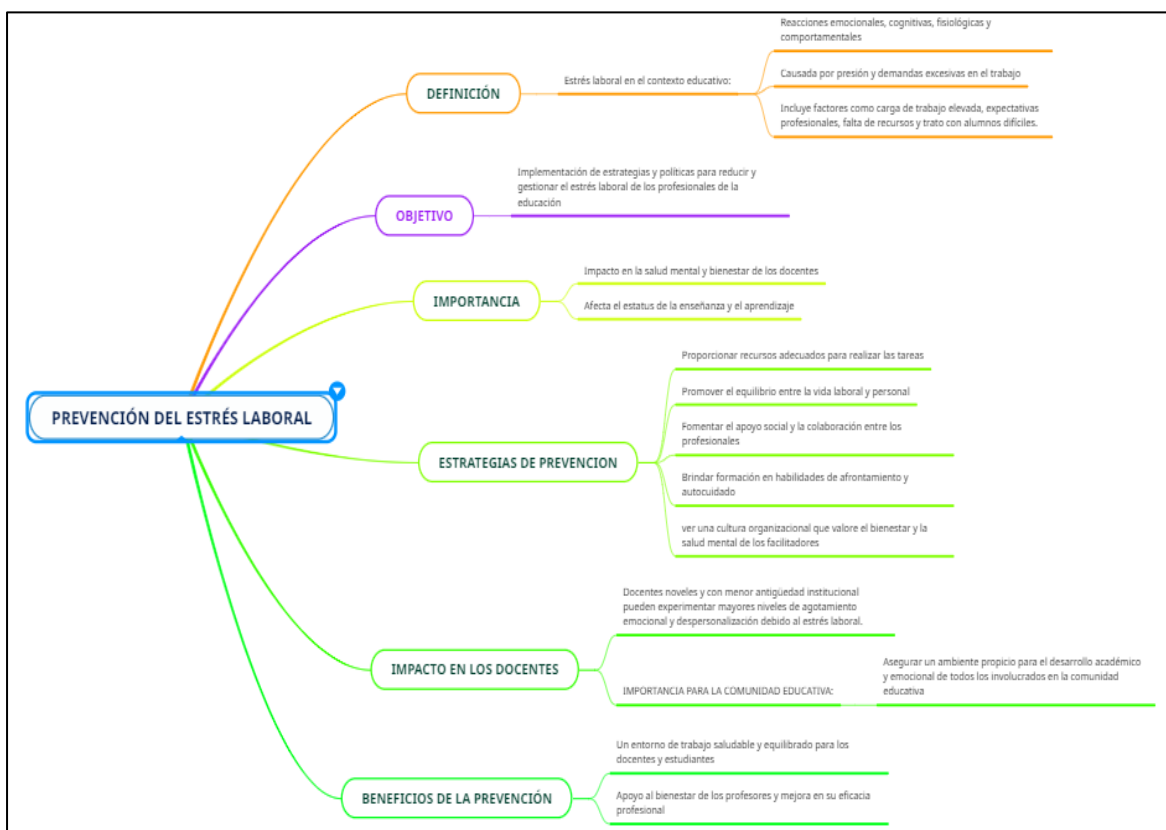 PREVENCIÓN DEL ESTRÉS LABORAL
DEFINICIÓN
Estrés laboral en el contexto educativo:
Reacciones emocionales, cognitivas, fisiológicas y
comportamentales
Causada por presión y demandas excesivas en el trabajo
Incluye factores como carga de trabajo elevada, expectativas
profesionales, falta de recursos y trato con alumnos difíciles.
OBJETIVO
Implementación de estrategias y políticas para reducir y
gestionar el estrés laboral de los profesionales de la
educación
IMPORTANCIA
Impacto en la salud mental y bienestar de los docentes
Afecta el estatus de la enseñanza y el aprendizaje
ESTRATEGIAS DE PREVENCION
Proporcionar recursos adecuados para realizar las tareas
Promover el equilibrio entre la vida laboral y personal
Fomentar el apoyo social y la colaboración entre los
profesionales
Brindar formación en habilidades de afrontamiento y
autocuidado
ver una cultura organizacional que valore el bienestar y la
salud mental de los facilitadores
IMPACTO EN LOS DOCENTES
Docentes noveles y con menor antigüedad institucional
pueden experimentar mayores niveles de agotamiento
emocional y despersonalización debido al estrés laboral.
IMPORTANCIA PARA LA COMUNIDAD EDUCATIVA:
Asegurar un ambiente propicio para el desarrollo académico
y emocional de todos los involucrados en la comunidad
educativa
BENEFICIOS DE LA PREVENCIÓN
Un entorno de trabajo saludable y equilibrado para los
docentes y estudiantes
Apoyo al bienestar de los profesores y mejora en su eficacia
profesional